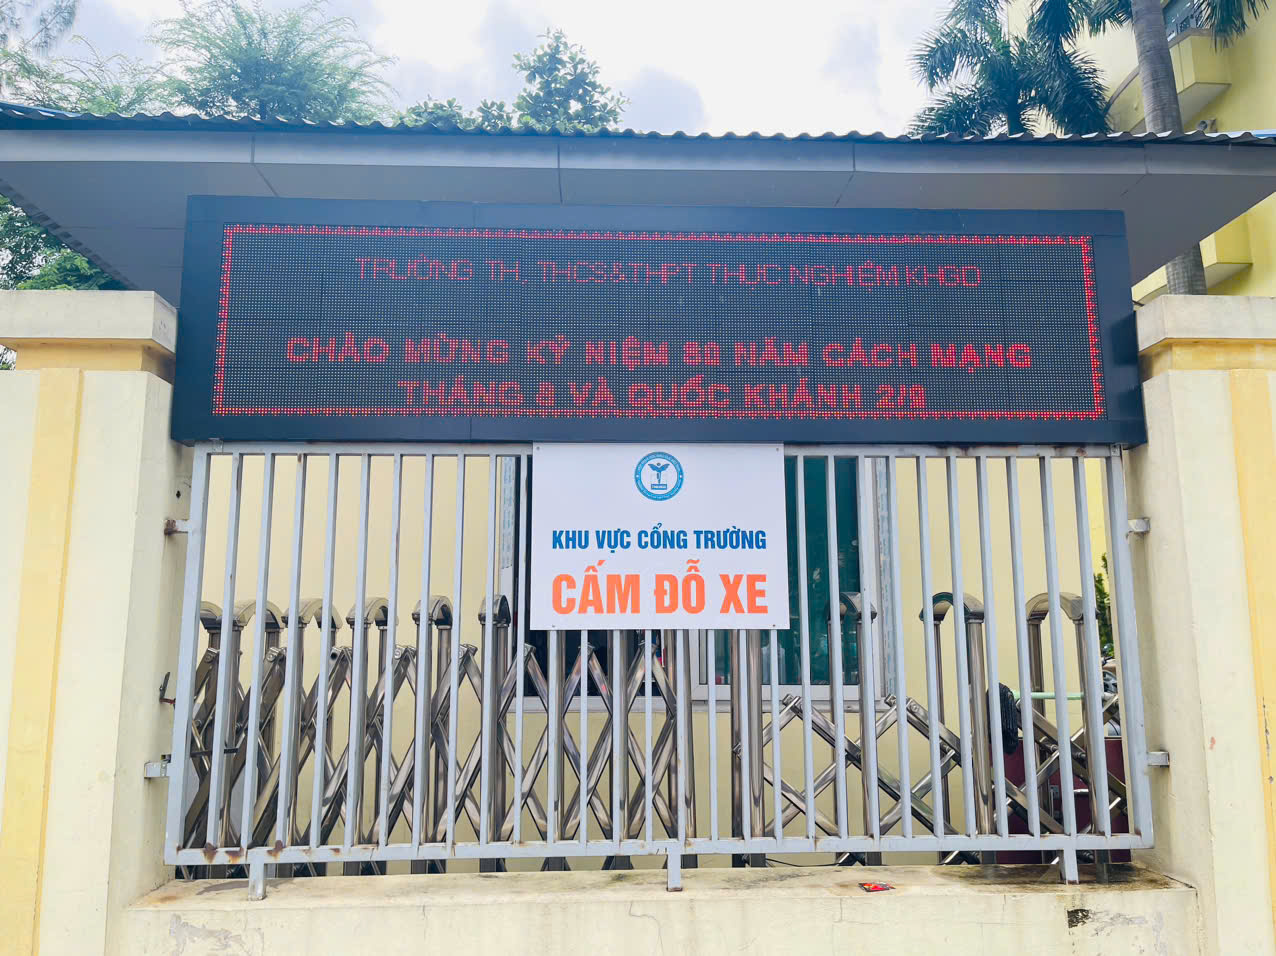 TRƯỜNG TH, THCS&THPT THỰC NGHIỆM KHGD
CHÀO MỪNG KỶ NIỆM 80 NĂM CÁCH MẠNG
THÁNG 8 VÀ QUỐC KHÁNH 2/9
KHU VỰC CỔNG TRƯỜNG
CẤM ĐỖ XE